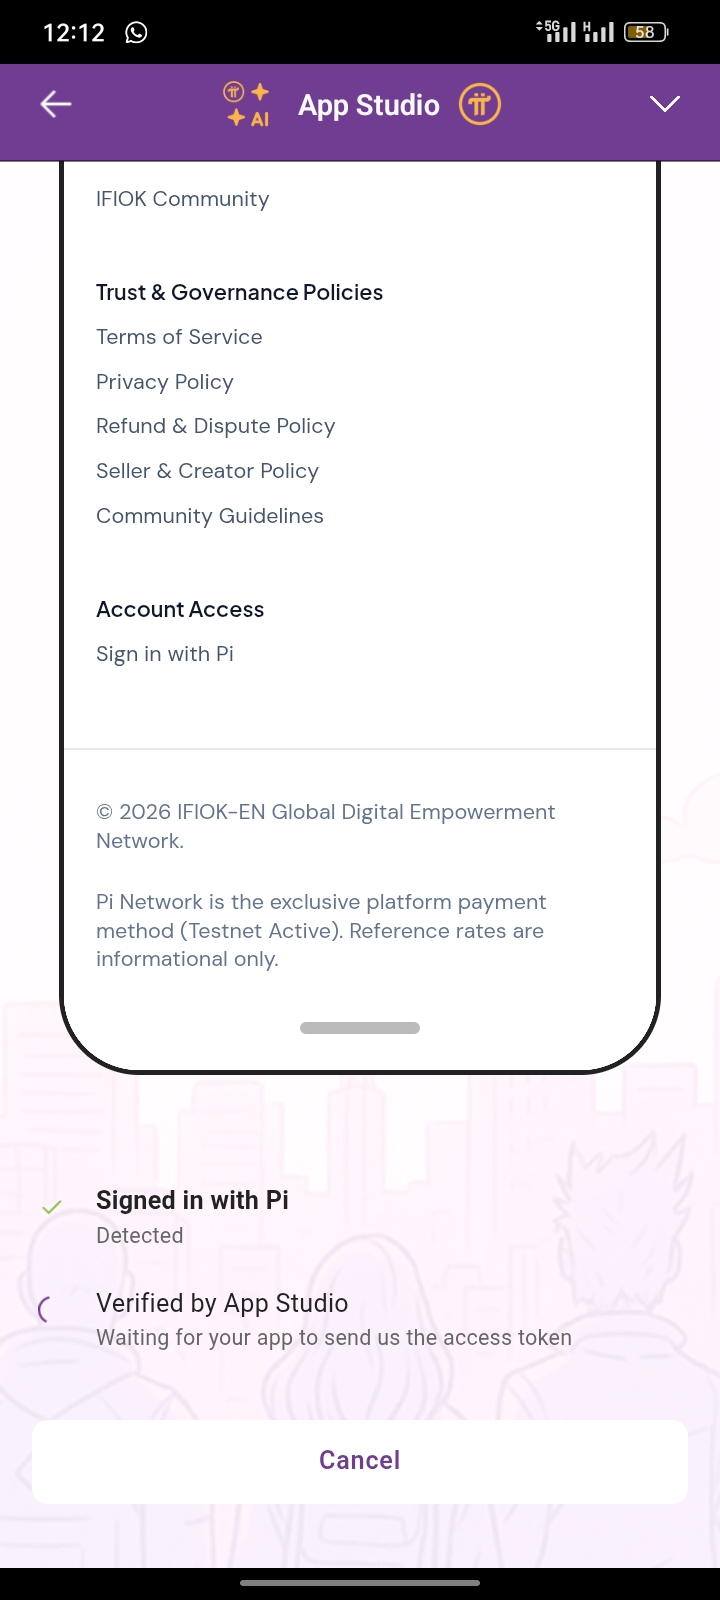 12:12
5G
H
58
AI
App Studio
IFIOK Community
Trust & Governance Policies
Terms of Service
Privacy Policy
Refund & Dispute Policy
Seller & Creator Policy
Community Guidelines
Account Access
Sign in with Pi
© 2026 IFIOK-EN Global Digital Empowerment
Network.
Pi Network is the exclusive platform payment
method (Testnet Active). Reference rates are
informational only.
Signed in with Pi
Detected
Verified by App Studio
Waiting for your app to send us the access token
Cancel